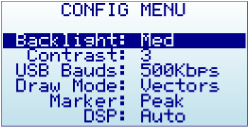 CONFIG MENU
Backlight: Med
Contrast: 3
USB Bauds: 500Kbps
Draw Mode: Vectors
Marker: Peak
DSP: Auto